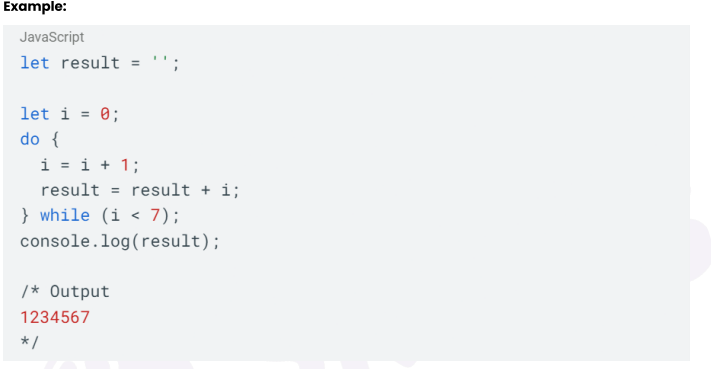 Example:
JavaScript
let result = '';
let i = 0;
do {
  i = i + 1;
  result = result + i;
} while (i < 7);
console.log(result);
/* Output
1234567
*/